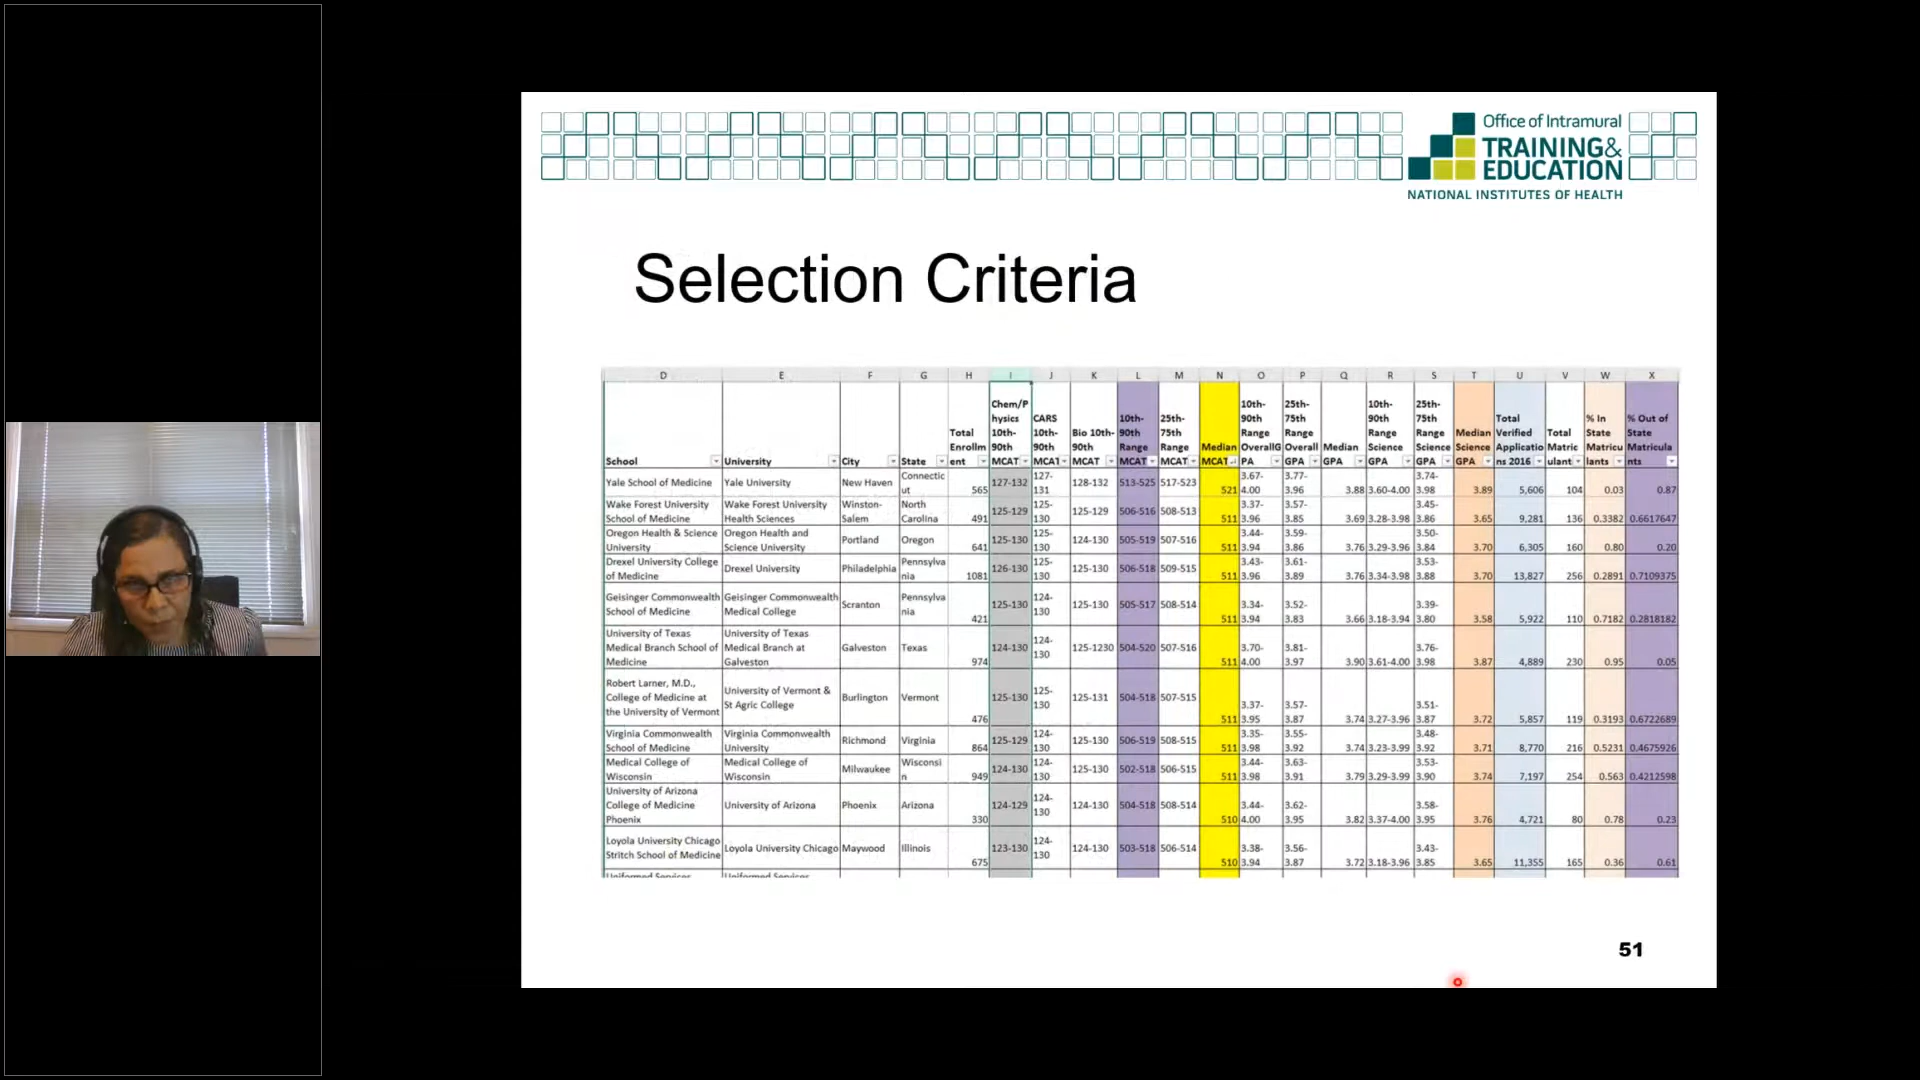 Office of Intramural
TRAINING&
EDUCATION
NATIONAL INSTITUTES OF HEALTH
Selection Criteria
D E F G H I J K L M N O P Q R S T U V W X
School University City State Total Enrollm ent Chem/P hysics 10th- 90th MCAT CARS 10th- 90th MCAT Bio 10th- 90th MCAT 10th- 90th Range MCAT 25th- 75th Range MCAT Median MCAT 10th- 90th Range OverallG PA 25th- 75th Range Overall GPA Median GPA 10th- 90th Range Science GPA 25th- 75th Range Science GPA Median Science GPA Total Verified Applicatio ns 2016 Total Matric ulant % In State Matricu lants % Out of State Matricula nts
Yale School of Medicine Yale University New Haven Connectic ut 565 127-132 127- 131 128-132 513-525 517-523 521 3.67- 4.00 3.77- 3.96 3.88 3.60-4.00 3.74- 3.98 3.89 5,606 104 0.03 0.87
Wake Forest University School of Medicine Wake Forest University Health Sciences Winston- Salem North Carolina 491 125-129 125- 130 125-129 506-516 508-513 511 3.37- 3.96 3.57- 3.85 3.69 3.28-3.98 3.45- 3.86 3.65 9,281 136 0.3382 0.6617647
Oregon Health & Science University Oregon Health and Science University Portland Oregon 641 125-130 125- 130 124-130 505-519 507-516 511 3.44- 3.94 3.59- 3.86 3.76 3.29-3.96 3.50- 3.84 3.70 6,305 160 0.80 0.20
Drexel University College of Medicine Drexel University Philadelphia Pennsylva nia 1081 126-130 125- 130 125-130 506-518 509-515 511 3.43- 3.96 3.61- 3.89 3.76 3.34-3.98 3.53- 3.88 3.70 13,827 256 0.2891 0.7109375
Geisinger Commonwealth School of Medicine Geisinger Commonwealth Medical College Scranton Pennsylva nia 421 125-130 124- 130 125-130 505-517 508-514 511 3.34- 3.94 3.52- 3.83 3.66 3.18-3.94 3.39- 3.80 3.58 5,922 110 0.7182 0.2818182
University of Texas Medical Branch School of Medicine University of Texas Medical Branch at Galveston Galveston Texas 974 124-130 124- 130 125-1230 504-520 507-516 511 3.70- 4.00 3.81- 3.97 3.90 3.61-4.00 3.76- 3.98 3.87 4,889 230 0.95 0.05
Robert Larner, M.D., College of Medicine at the University of Vermont University of Vermont & St Agric College Burlington Vermont 476 125-130 125- 130 125-131 504-518 507-515 511 3.37- 3.95 3.57- 3.87 3.74 3.27-3.96 3.51- 3.87 3.72 5,857 119 0.3193 0.6722689
Virginia Commonwealth School of Medicine Virginia Commonwealth University Richmond Virginia 864 125-129 124- 130 125-130 506-519 508-515 511 3.35- 3.98 3.55- 3.92 3.74 3.23-3.99 3.48- 3.92 3.71 8,770 216 0.5231 0.4675926
Medical College of Wisconsin Medical College of Wisconsin Milwaukee Wisconsi n 949 124-130 124- 130 125-130 502-518 506-515 511 3.44- 3.98 3.63- 3.91 3.79 3.29-3.99 3.53- 3.90 3.74 7,197 254 0.563 0.4212598
University of Arizona College of Medicine Phoenix University of Arizona Phoenix Arizona 330 124-129 124- 130 124-130 504-518 508-514 510 3.44- 4.00 3.62- 3.95 3.82 3.37-4.00 3.58- 3.95 3.76 4,721 80 0.78 0.23
Loyola University Chicago Stritch School of Medicine Loyola University Chicago Maywood Illinois 675 123-130 124- 130 124-130 503-518 506-514 510 3.38- 3.94 3.56- 3.87 3.72 3.18-3.96 3.43- 3.85 3.65 11,355 165 0.36 0.61
Uniformed Services Uniformed Services
51